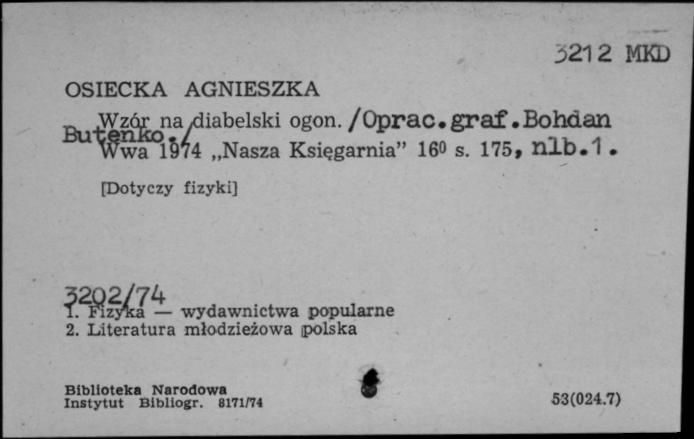 3212 MKD
OSIECKA AGNIESZKA
Wzór na diabelski ogon. /Oprac.graf.Bohdan
Butenko./
Wwa 1974 „Nasza Księgarnia” 16⁰ s. 175, nlb.1.
[Dotyczy fizyki]
3202/74
1. Fizyka — wydawnictwa popularne
2. Literatura młodzieżowa polska
Biblioteka Narodowa
Instytut Bibliogr. 8171/74
53(024.7)